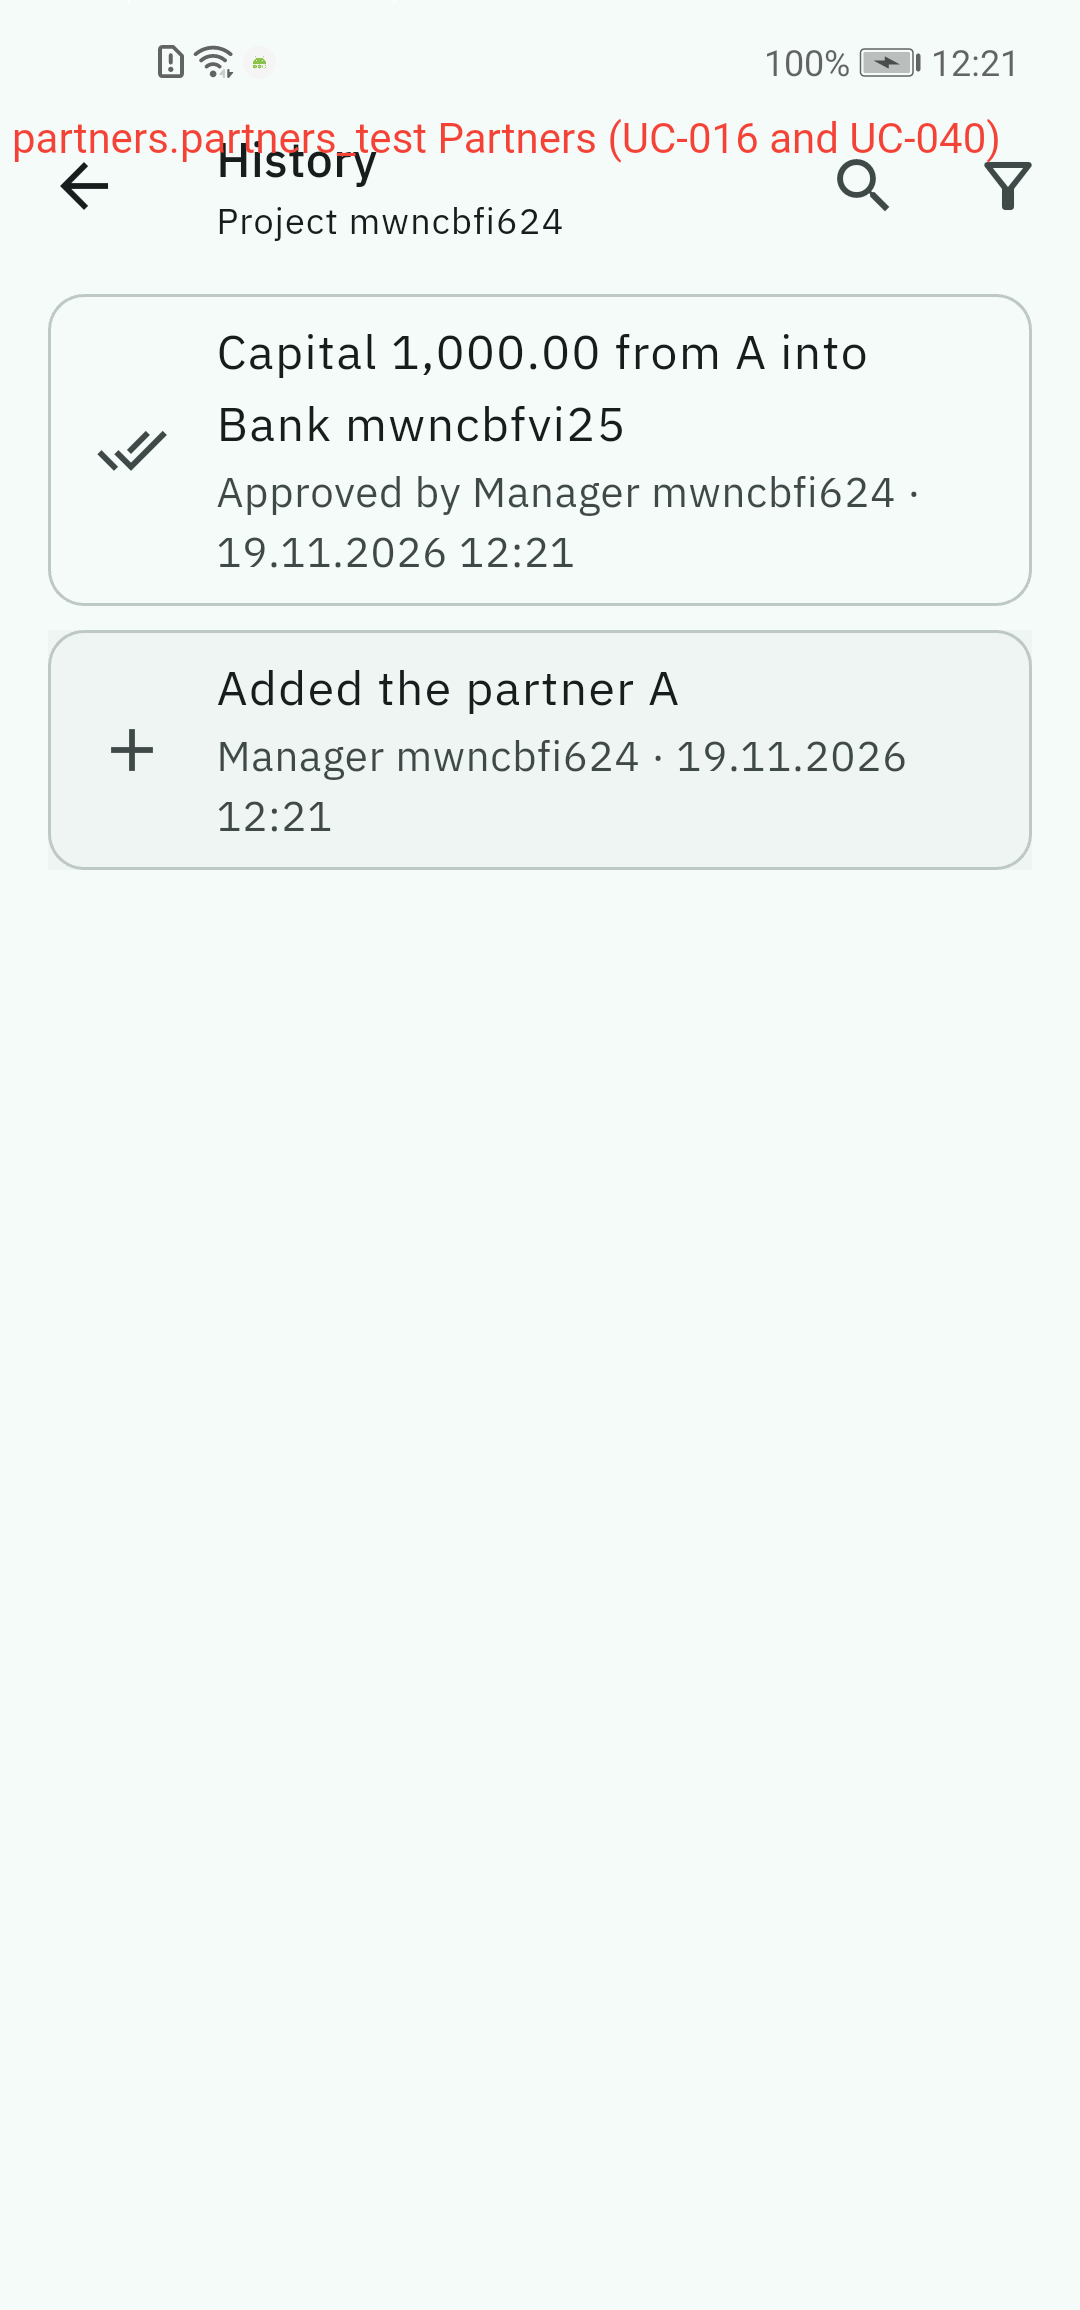 100% 12:21
partners.partners_test Partners (UC-016 and UC-040)
History
Project mwncbfi624
Capital 1,000.00 from A into
Bank mwncbfvi25
Approved by Manager mwncbfi624 ·
19.11.2026 12:21
Added the partner A
Manager mwncbfi624 · 19.11.2026
12:21